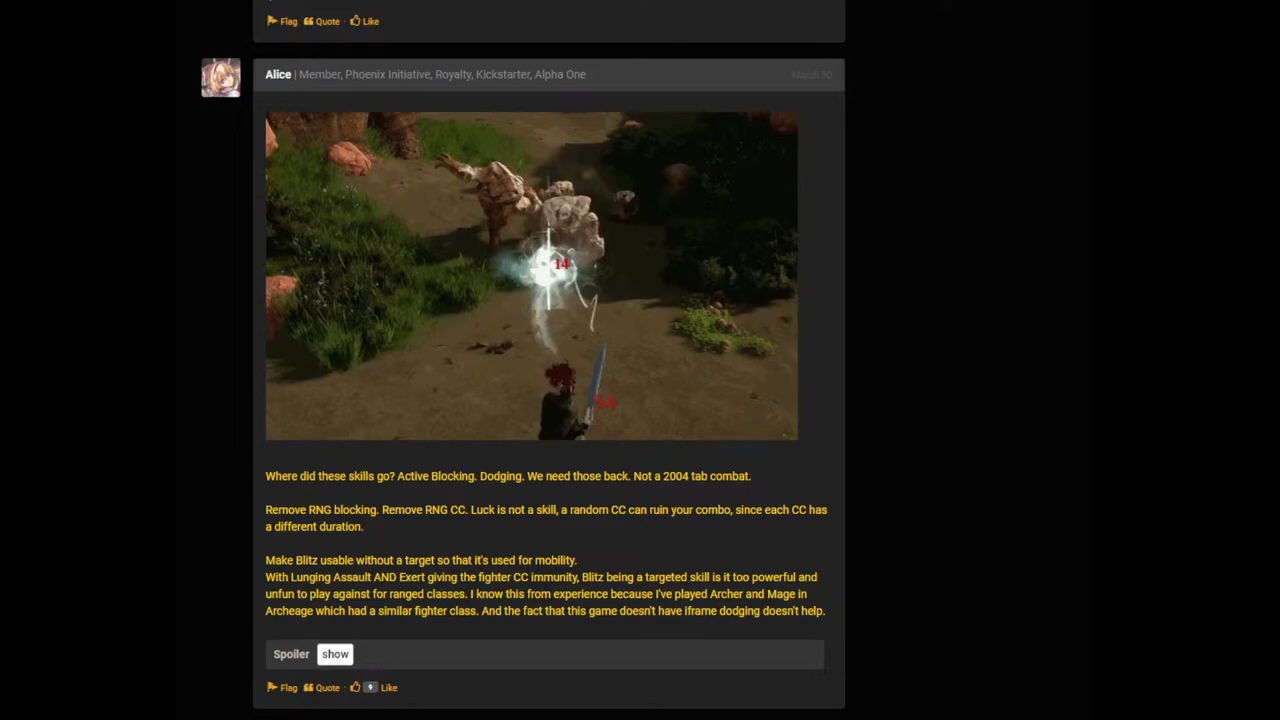 Flag Quote · Like
Alice | Member, Phoenix Initiative, Royalty, Kickstarter, Alpha One March 30
14
14
Where did these skills go? Active Blocking. Dodging. We need those back. Not a 2004 tab combat.
Remove RNG blocking. Remove RNG CC. Luck is not a skill, a random CC can ruin your combo, since each CC has
a different duration.
Make Blitz usable without a target so that it's used for mobility.
With Lunging Assault AND Exert giving the fighter CC immunity, Blitz being a targeted skill is it too powerful and
unfun to play against for ranged classes. I know this from experience because I've played Archer and Mage in
Archeage which had a similar fighter class. And the fact that this game doesn't have iframe dodging doesn't help.
Spoiler show
Flag Quote · 9 Like